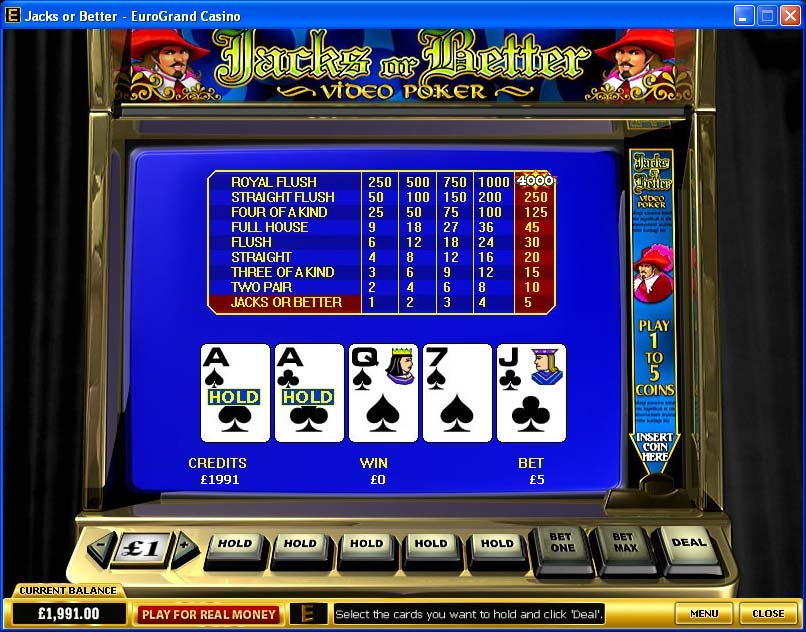 E Jacks or Better - EuroGrand Casino
Jacks or Better
VIDEO POKER
ROYAL FLUSH 250 500 750 1000 4000
STRAIGHT FLUSH 50 100 150 200 250
FOUR OF A KIND 25 50 75 100 125
FULL HOUSE 9 18 27 36 45
FLUSH 6 12 18 24 30
STRAIGHT 4 8 12 16 20
THREE OF A KIND 3 6 9 12 15
TWO PAIR 2 4 6 8 10
JACKS OR BETTER 1 2 3 4 5
Jacks
or
Better
VIDEO
POKER
PLAY
1
TO
5
COINS
INSERT
COIN
HERE
A A Q 7 J
HOLD HOLD
CREDITS WIN BET
£1991 £0 £5
- £1 + HOLD HOLD HOLD HOLD HOLD BET ONE BET MAX DEAL
CURRENT BALANCE
£1,991.00 PLAY FOR REAL MONEY E Select the cards you want to hold and click 'Deal'. MENU CLOSE